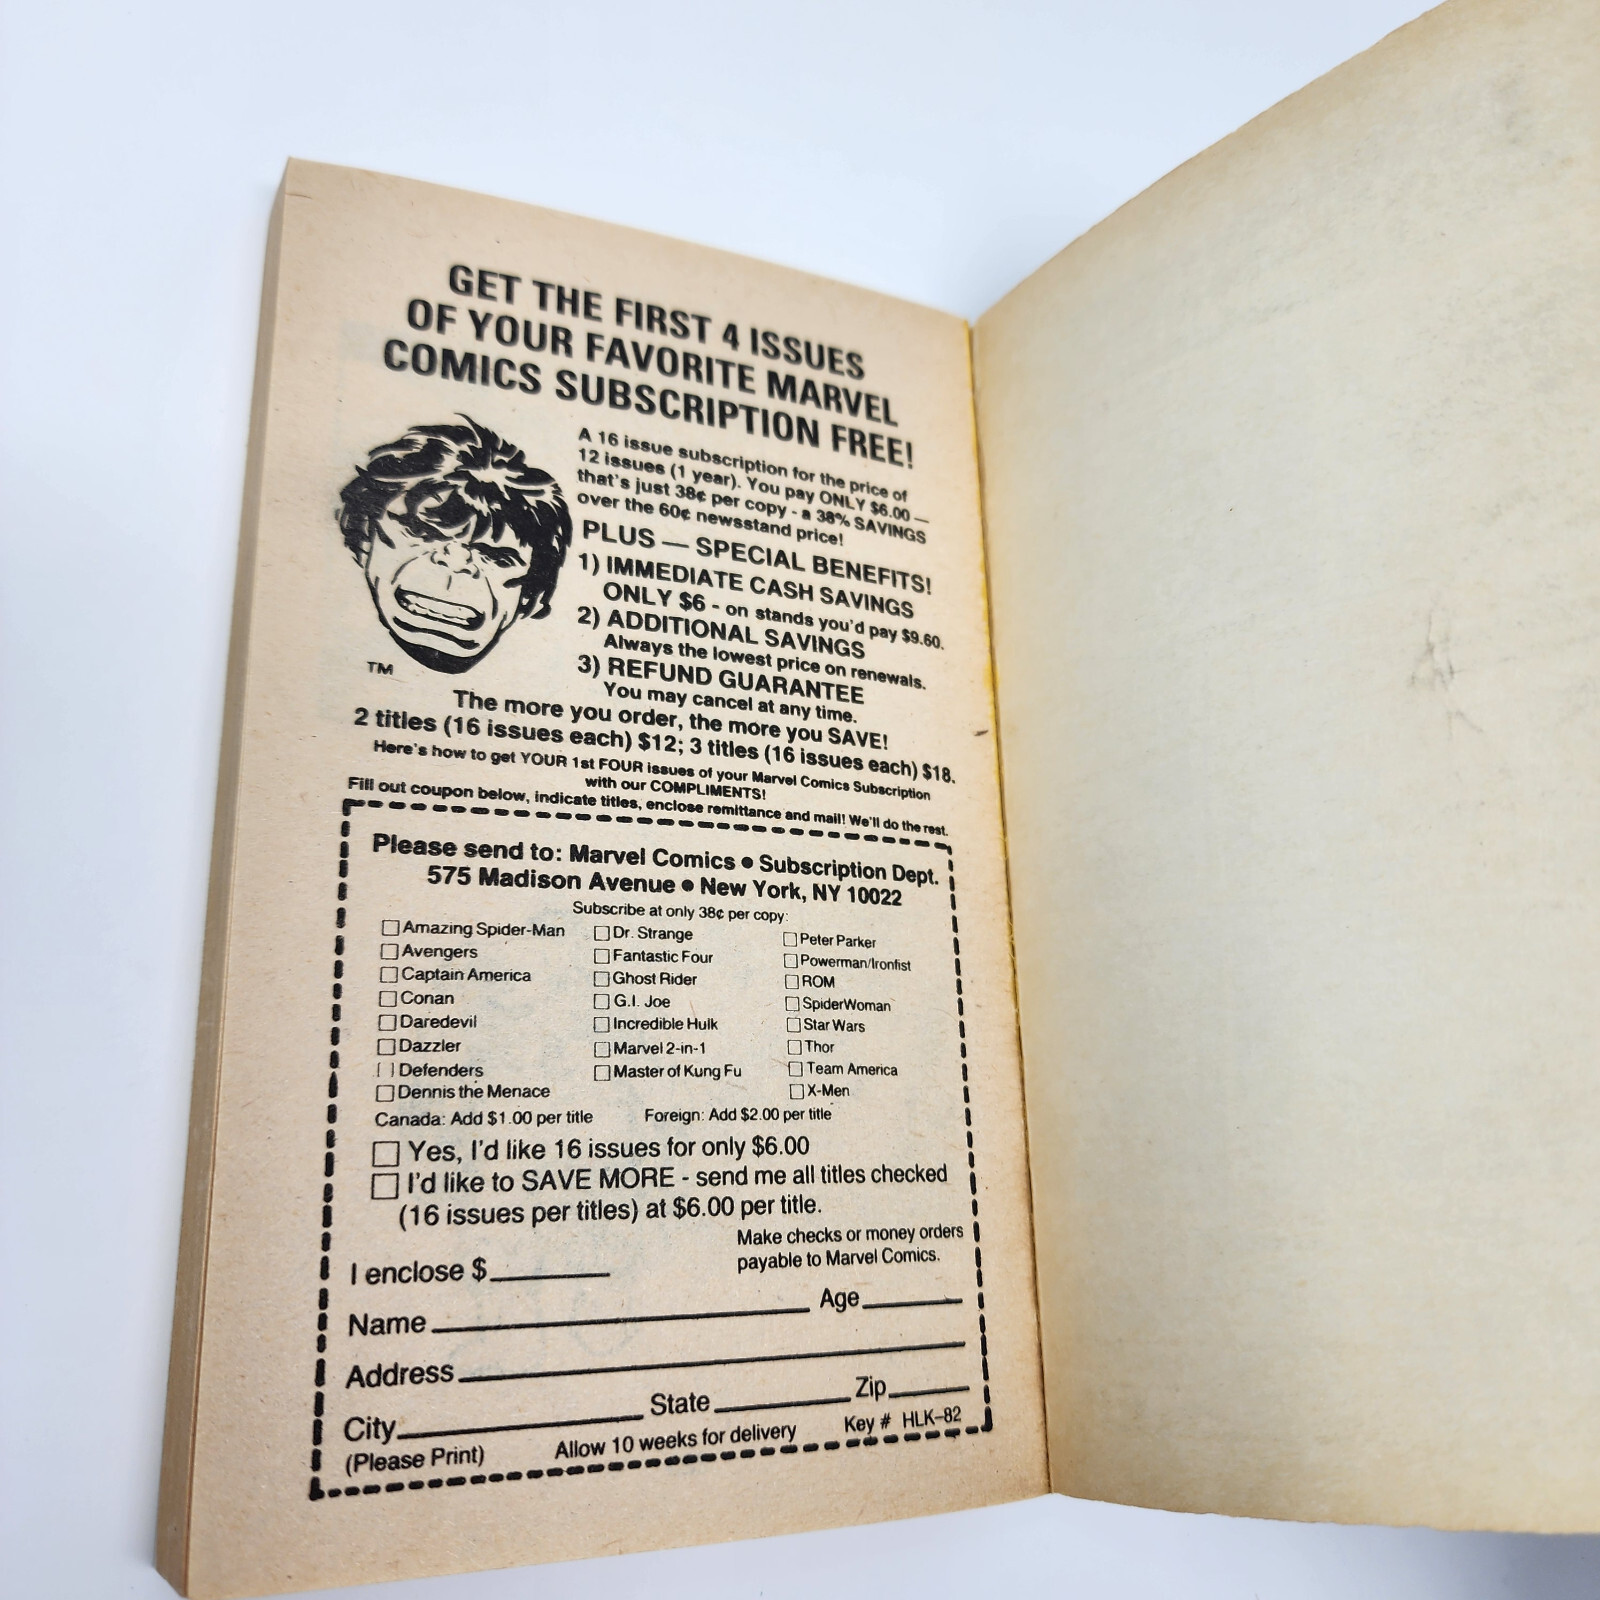 GET THE FIRST 4 ISSUES
OF YOUR FAVORITE MARVEL
COMICS SUBSCRIPTION FREE!
A 16 issue subscription for the price of
12 issues (1 year). You pay ONLY $6.00 —
that's just 38¢ per copy - a 38% SAVINGS
over the 60¢ newsstand price!
PLUS — SPECIAL BENEFITS!
1) IMMEDIATE CASH SAVINGS
ONLY $6 - on stands you'd pay $9.60.
2) ADDITIONAL SAVINGS
Always the lowest price on renewals.
3) REFUND GUARANTEE
You may cancel at any time.
TM
The more you order, the more you SAVE!
2 titles (16 issues each) $12; 3 titles (16 issues each) $18.
Here's how to get YOUR 1st FOUR issues of your Marvel Comics Subscription
with our COMPLIMENTS!
Fill out coupon below, indicate titles, enclose remittance and mail! We'll do the rest.
Please send to: Marvel Comics • Subscription Dept.
575 Madison Avenue • New York, NY 10022
Subscribe at only 38¢ per copy:
Amazing Spider-Man
Avengers
Captain America
Conan
Daredevil
Dazzler
Defenders
Dennis the Menace
Dr. Strange
Fantastic Four
Ghost Rider
G.I. Joe
Incredible Hulk
Marvel 2-in-1
Master of Kung Fu
Peter Parker
Powerman/Ironfist
ROM
SpiderWoman
Star Wars
Thor
Team America
X-Men
Canada: Add $1.00 per title Foreign: Add $2.00 per title
Yes, I'd like 16 issues for only $6.00
I'd like to SAVE MORE - send me all titles checked
(16 issues per titles) at $6.00 per title.
Make checks or money orders
payable to Marvel Comics.
I enclose $
Name Age
Address
City State Zip
(Please Print) Allow 10 weeks for delivery Key # HLK-82